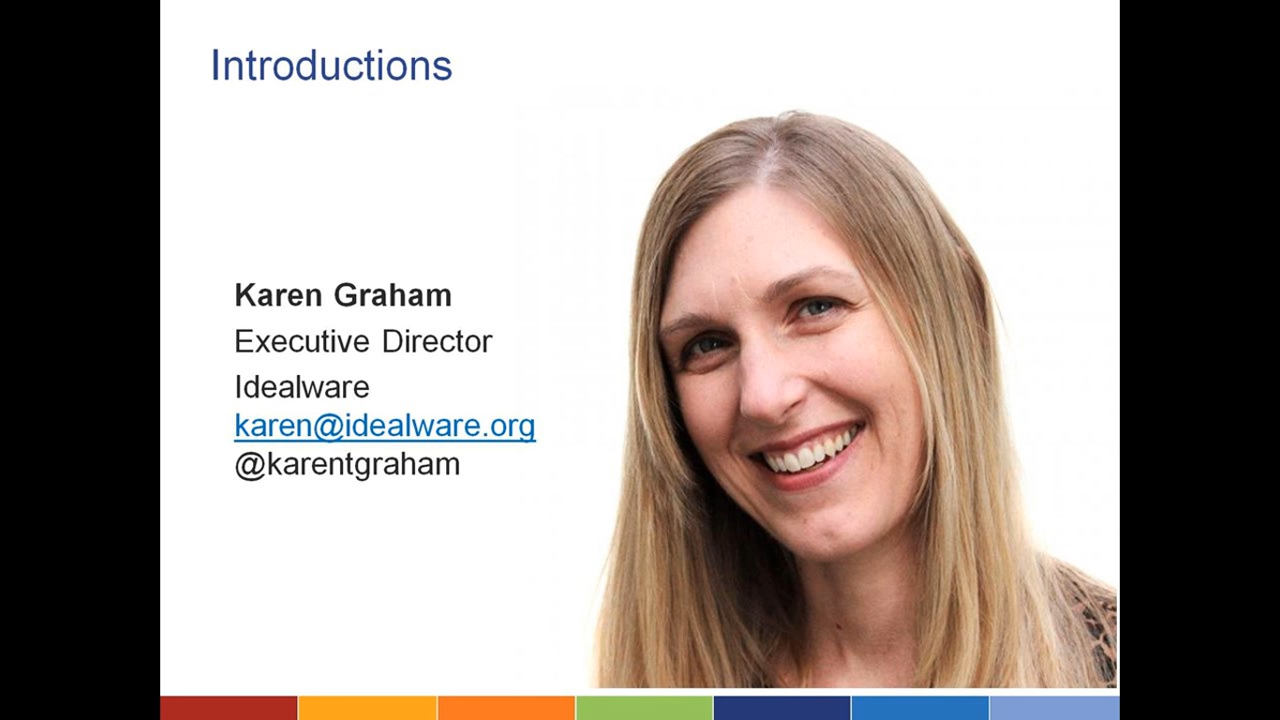 Introductions
Karen Graham
Executive Director
Idealware
karen@idealware.org
@karentgraham